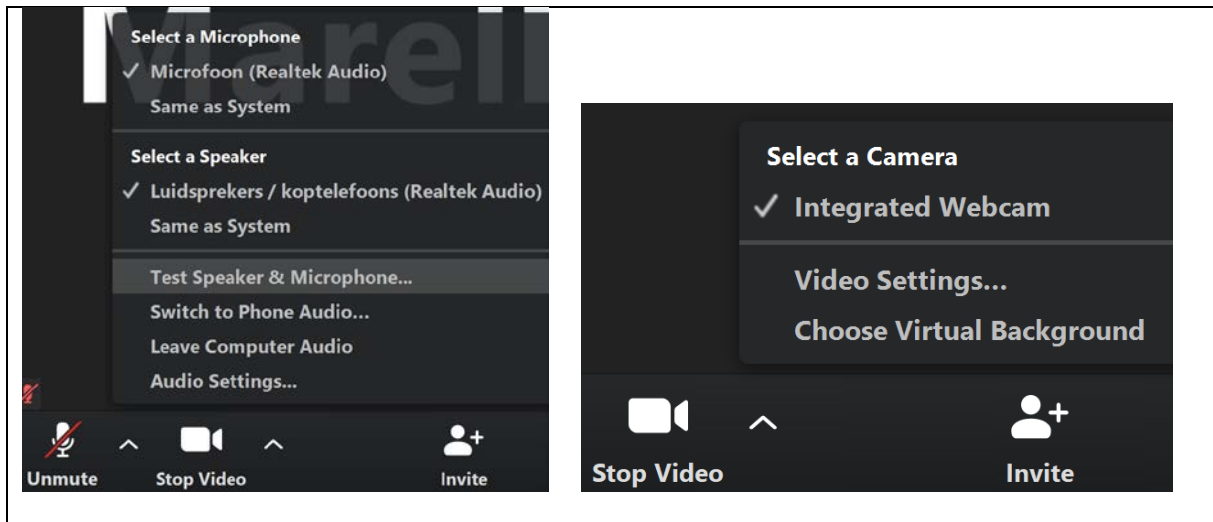 Marell
Select a Microphone
Microfoon (Realtek Audio)
Same as System
Select a Speaker
Luidsprekers / koptelefoons (Realtek Audio)
Same as System
Test Speaker & Microphone...
Switch to Phone Audio...
Leave Computer Audio
Audio Settings...
Unmute
Stop Video
Invite
Select a Camera
Integrated Webcam
Video Settings...
Choose Virtual Background
Stop Video
Invite